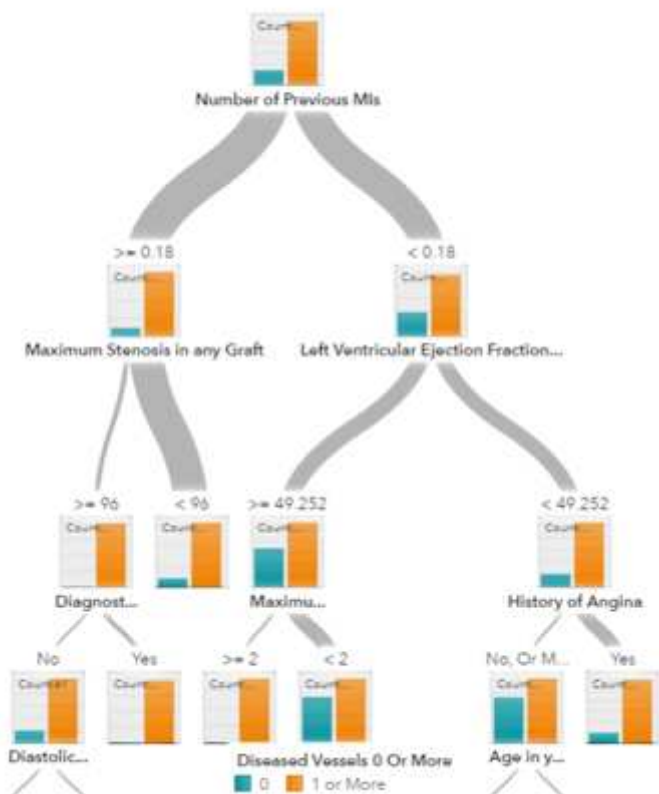 Count...
Number of Previous MIs
>= 0.18 < 0.18
Count... Count...
Maximum Stenosis in any Graft Left Ventricular Ejection Fraction...
>= 96 < 96 >= 49.252 < 49.252
Count... Count... Count... Count...
Diagnost... Maximu... History of Angina
No Yes >= 2 < 2 No, Or M... Yes
Count... Count... Count... Count... Count...
Diastolic... Diseased Vessels 0 Or More Age in y...
0 1 or More